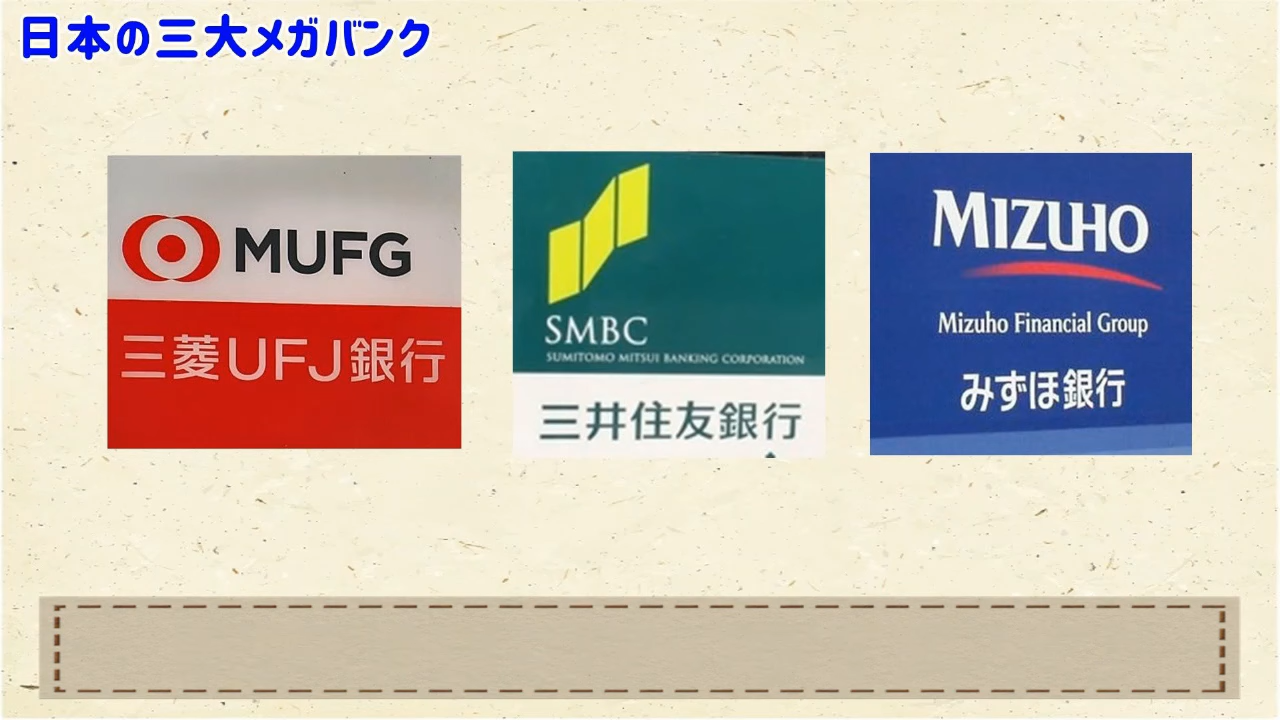 日本の三大メガバンク
MUFG
三菱UFJ銀行
SMBC
SUMITOMO MITSUI BANKING CORPORATION
三井住友銀行
MIZUHO
Mizuho Financial Group
みずほ銀行